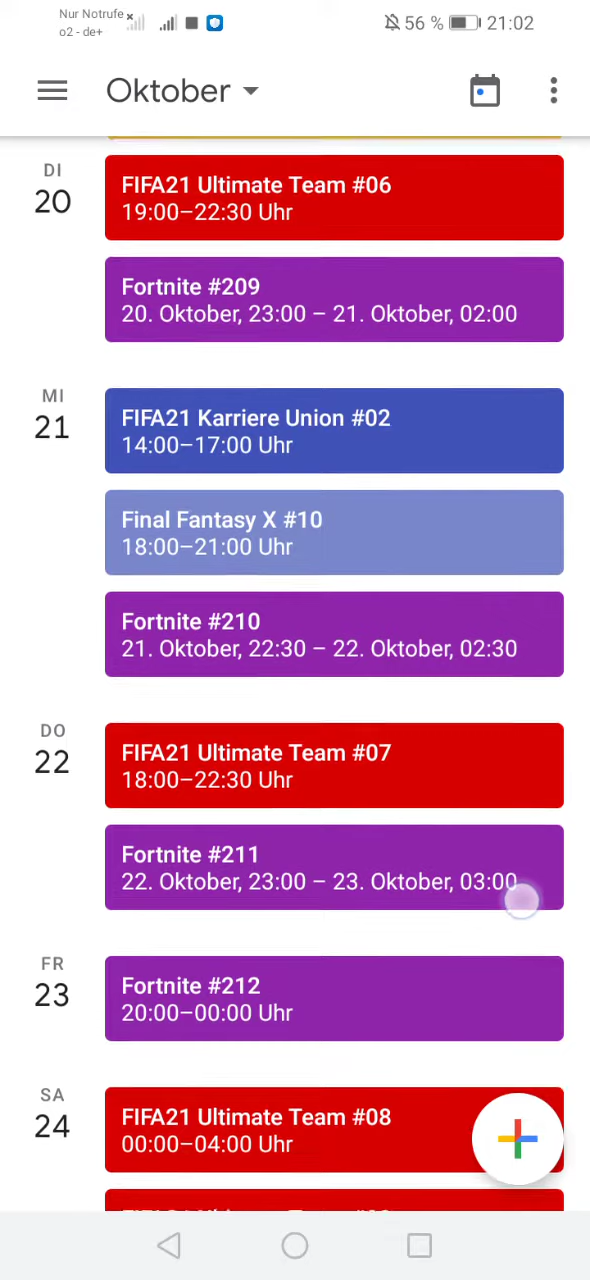 Nur Notrufe
o2 - de+
56 %
21:02
Oktober
DI
20
FIFA21 Ultimate Team #06
19:00–22:30 Uhr
Fortnite #209
20. Oktober, 23:00 – 21. Oktober, 02:00
MI
21
FIFA21 Karriere Union #02
14:00–17:00 Uhr
Final Fantasy X #10
18:00–21:00 Uhr
Fortnite #210
21. Oktober, 22:30 – 22. Oktober, 02:30
DO
22
FIFA21 Ultimate Team #07
18:00–22:30 Uhr
Fortnite #211
22. Oktober, 23:00 – 23. Oktober, 03:00
FR
23
Fortnite #212
20:00–00:00 Uhr
SA
24
FIFA21 Ultimate Team #08
00:00–04:00 Uhr